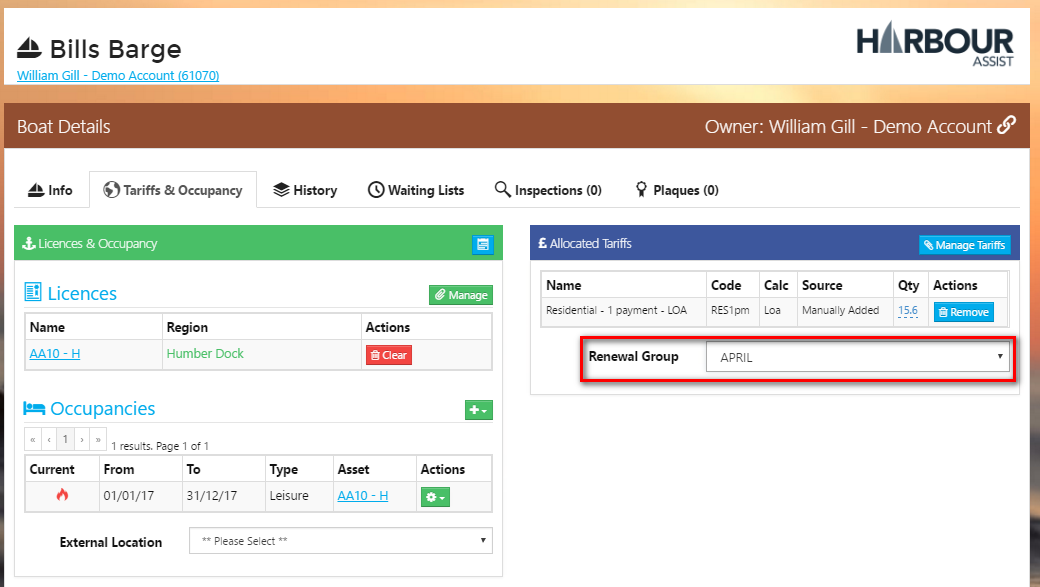 Bills Barge
William Gill - Demo Account (61070)
HARBOUR
ASSIST
Boat Details
Owner: William Gill - Demo Account
Info
Tariffs & Occupancy
History
Waiting Lists
Inspections (0)
Plaques (0)
Licences & Occupancy
Licences
Manage
Name Region Actions
AA10 - H Humber Dock Clear
Occupancies
+
« ‹ 1 › » 1 results. Page 1 of 1
Current From To Type Asset Actions
01/01/17 31/12/17 Leisure AA10 - H
External Location ** Please Select **
£ Allocated Tariffs
Manage Tariffs
Name Code Calc Source Qty Actions
Residential - 1 payment - LOA RES1pm Loa Manually Added 15.6 Remove
Renewal Group APRIL